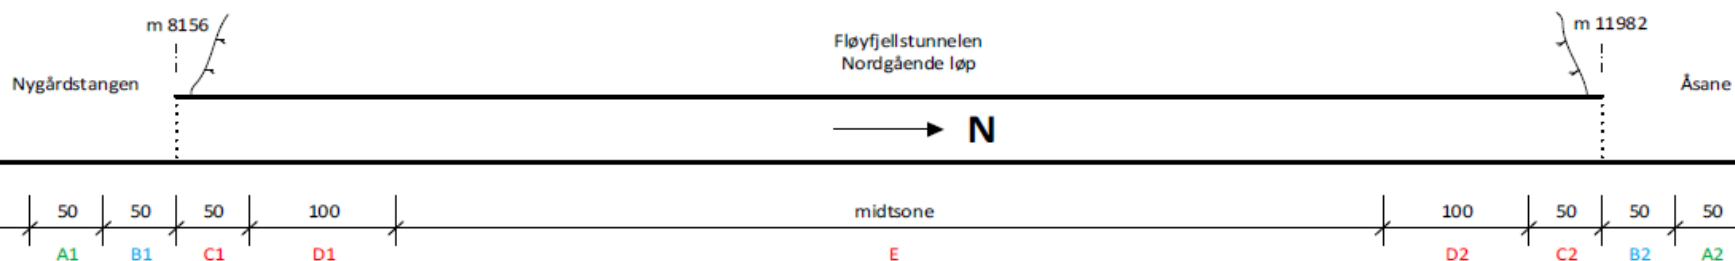 m 8156
Fløyfjellstunnelen
Nordgående løp
m 11982
Nygårdstangen
Åsane
N
50 50 50 100 midtsone 100 50 50 50
A1 B1 C1 D1 E D2 C2 B2 A2